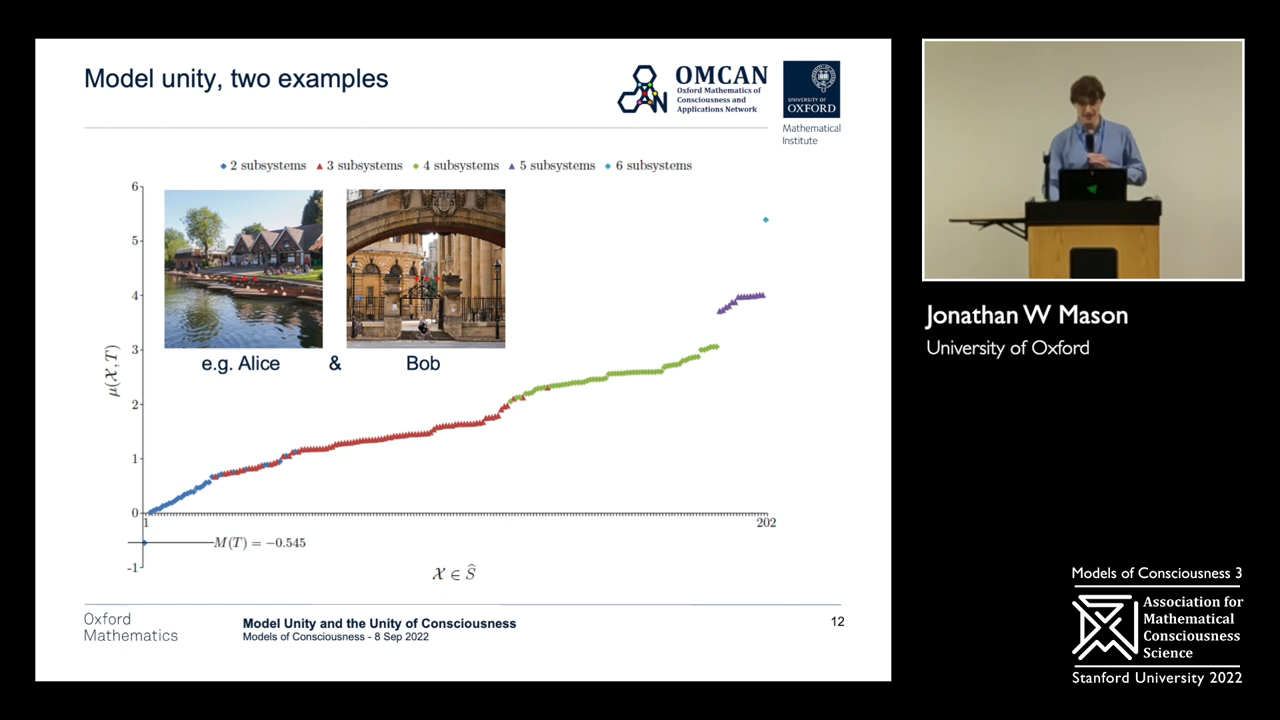 Model unity, two examples
OMCAN
Oxford Mathematics of
Consciousness and
Applications Network
UNIVERSITY OF
OXFORD
Mathematical
Institute
2 subsystems 3 subsystems 4 subsystems 5 subsystems 6 subsystems
6
5
4
3
2
1
0
-1
μ(𝒳, T)
e.g. Alice & Bob
1
202
M(T) = −0.545
𝒳 ∈ Ŝ
Oxford
Mathematics
Model Unity and the Unity of Consciousness
Models of Consciousness - 8 Sep 2022
12
Jonathan W Mason
University of Oxford
Models of Consciousness 3
Association for
Mathematical
Consciousness
Science
Stanford University 2022